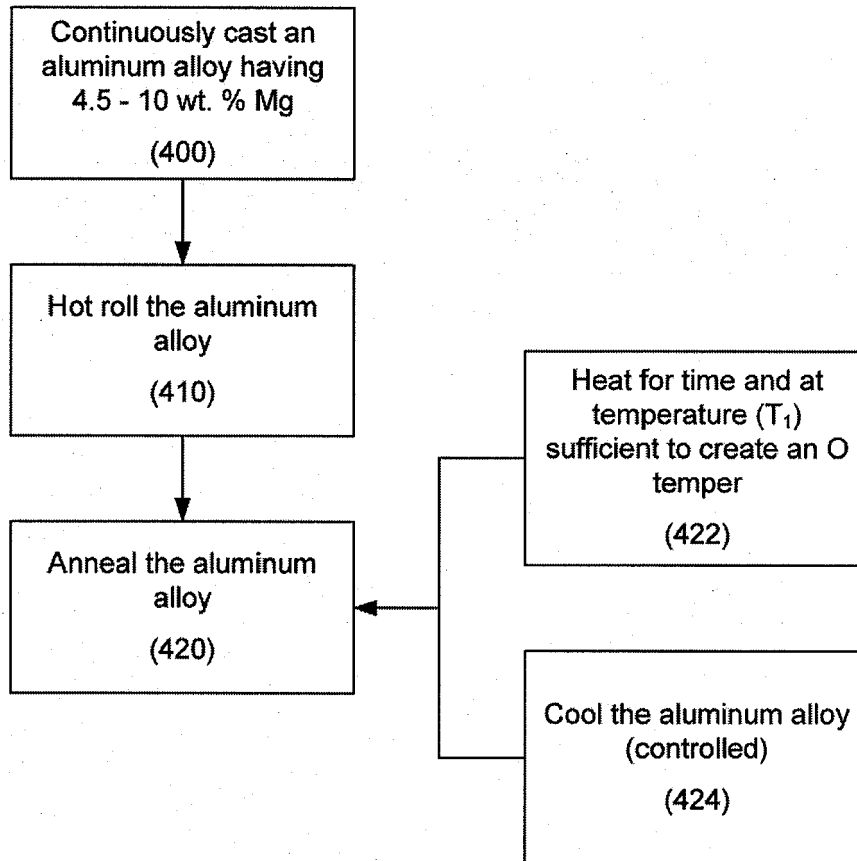 Continuously cast an
aluminum alloy having
4.5 - 10 wt. % Mg
(400)
Hot roll the aluminum
alloy
(410)
Anneal the aluminum
alloy
(420)
Heat for time and at
temperature (T₁)
sufficient to create an O
temper
(422)
Cool the aluminum alloy
(controlled)
(424)